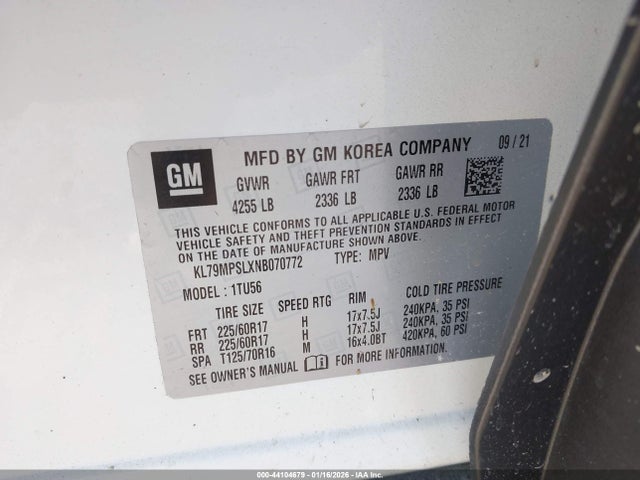 GM
MFD BY GM KOREA COMPANY 09 / 21
GVWR GAWR FRT GAWR RR
4255 LB 2336 LB 2336 LB
THIS VEHICLE CONFORMS TO ALL APPLICABLE U.S. FEDERAL MOTOR
VEHICLE SAFETY AND THEFT PREVENTION STANDARDS IN EFFECT
ON THE DATE OF MANUFACTURE SHOWN ABOVE.
KL79MPSLXNB070772 TYPE: MPV
MODEL : 1TU56
TIRE SIZE SPEED RTG RIM COLD TIRE PRESSURE
FRT 225/60R17 H 17x7.5J 240KPA, 35 PSI
RR 225/60R17 H 17x7.5J 240KPA, 35 PSI
SPA T125/70R16 M 16x4.0BT 420KPA, 60 PSI
SEE OWNER'S MANUAL FOR MORE INFORMATION
000-44104679 | 01/16/2026 - IAAI.COM